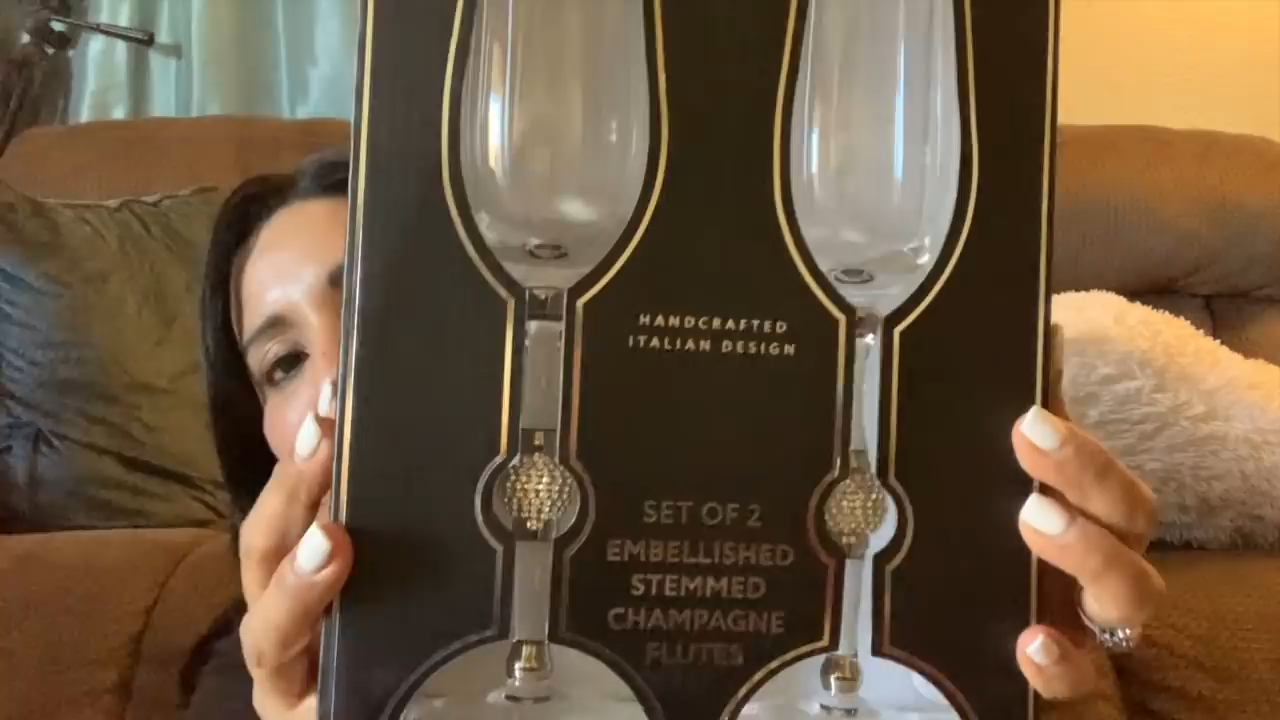 HANDCRAFTED
ITALIAN DESIGN
SET OF 2
EMBELLISHED
STEMMED
CHAMPAGNE
FLUTES